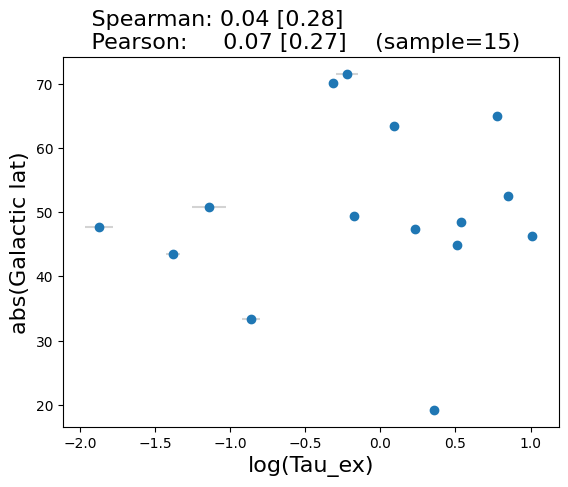 Spearman: 0.04 [0.28]
Pearson: 0.07 [0.27] (sample=15)
70
60
50
40
30
20
abs(Galactic lat)
−2.0 −1.5 −1.0 −0.5 0.0 0.5 1.0
log(Tau_ex)